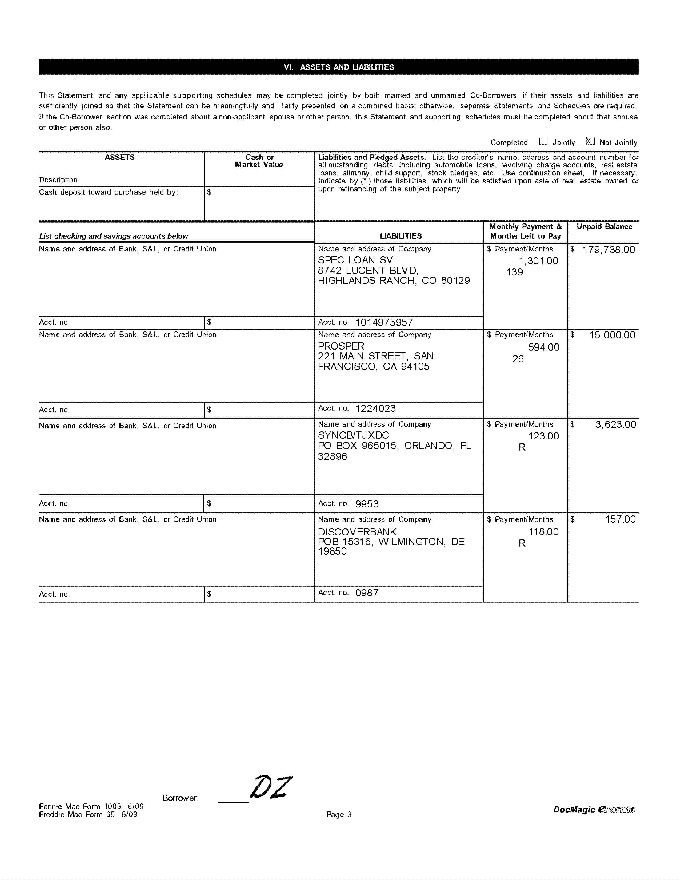 VI. ASSETS AND LIABILITIES
This Statement and any applicable supporting schedules may be completed jointly by both married and unmarried Co-Borrowers if their assets and liabilities are
sufficiently joined so that the Statement can be meaningfully and fairly presented on a combined basis; otherwise, separate Statements and Schedules are required.
If the Co-Borrower section was completed about a non-applicant spouse or other person, this Statement and supporting schedules must be completed about that spouse
or other person also.
Completed Jointly X Not Jointly
ASSETS
Cash or
Market Value
Description
Cash deposit toward purchase held by: $
Liabilities and Pledged Assets. List the creditor's name, address and account number for
all outstanding debts, including automobile loans, revolving charge accounts, real estate
loans, alimony, child support, stock pledges, etc. Use continuation sheet, if necessary.
Indicate by (*) those liabilities, which will be satisfied upon sale of real estate owned or
upon refinancing of the subject property.
List checking and savings accounts below
LIABILITIES
Monthly Payment &
Months Left to Pay
Unpaid Balance
Name and address of Bank, S&L, or Credit Union
Name and address of Company
SPEC LOAN SV
8742 LUCENT BLVD,
HIGHLANDS RANCH, CO 80129
$ Payment/Months
1,301.00
139
$ 179,738.00
Acct. no. $
Acct. no. 1014973957
Name and address of Bank, S&L, or Credit Union
Name and address of Company
PROSPER
221 MAIN STREET, SAN
FRANCISCO, CA 94105
$ Payment/Months
594.00
26
$ 15,000.00
Acct. no. $
Acct. no. 1224023
Name and address of Bank, S&L, or Credit Union
Name and address of Company
SYNCB/TJXDC
PO BOX 965015, ORLANDO, FL
32896
$ Payment/Months
123.00
R
$ 3,623.00
Acct. no. $
Acct. no. 9953
Name and address of Bank, S&L, or Credit Union
Name and address of Company
DISCOVERBANK
POB 15316, WILMINGTON, DE
19850
$ Payment/Months
118.00
R
$ 157.00
Acct. no. $
Acct. no. 0987
Borrower DZ
Fannie Mae Form 1003 6/09
Freddie Mac Form 65 6/09
Page 3
DocMagic